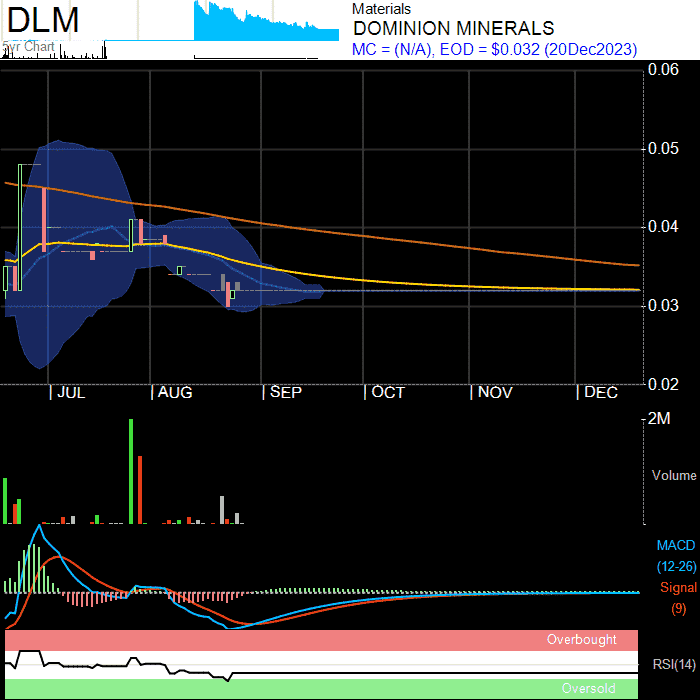 DLM
5yr Chart
Materials
DOMINION MINERALS
MC = (N/A), EOD = $0.032 (20Dec2023)
0.06
0.05
0.04
0.03
0.02
JUL AUG SEP OCT NOV DEC
2M
Volume
MACD
(12-26)
Signal
(9)
Overbought
RSI(14)
Oversold